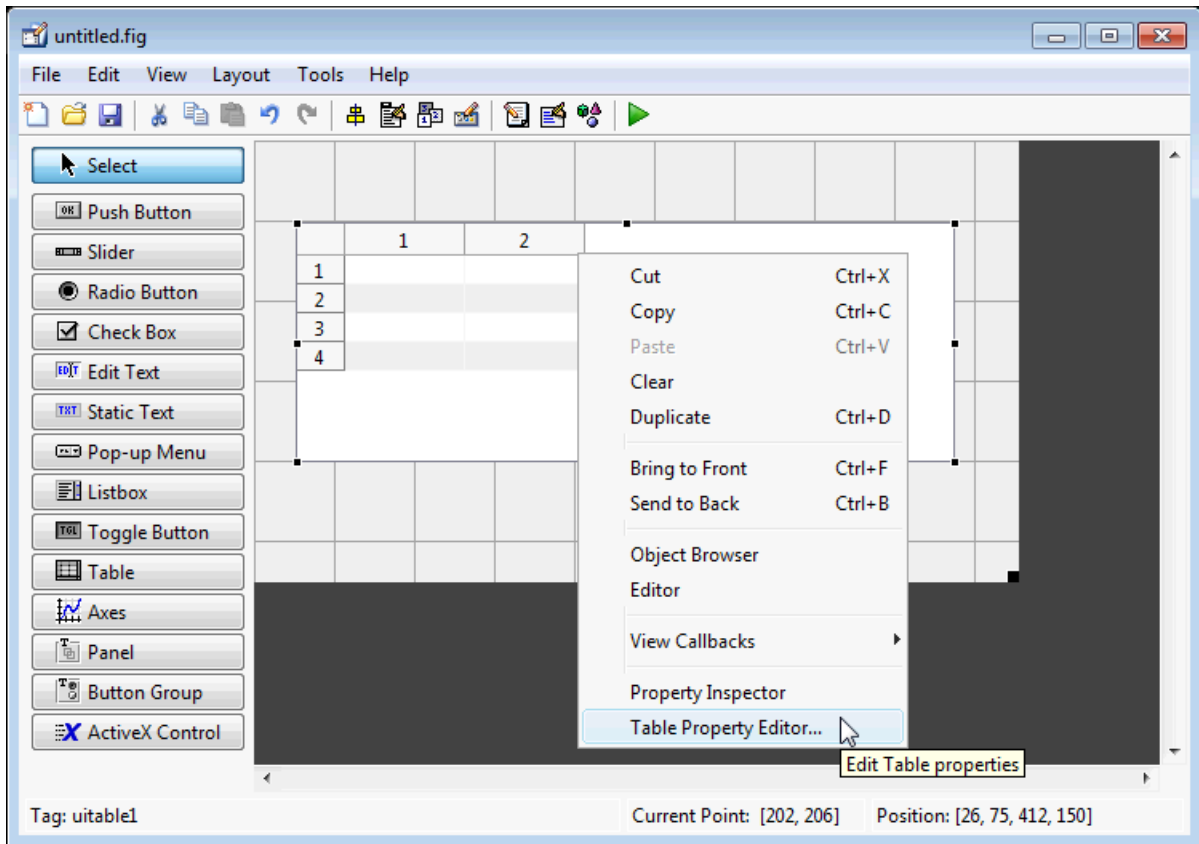 untitled.fig
File Edit View Layout Tools Help
Select
OK Push Button
Slider
Radio Button
Check Box
EDIT Edit Text
TXT Static Text
Pop-up Menu
Listbox
TGL Toggle Button
Table
Axes
Panel
Button Group
ActiveX Control
1 2
1
2
3
4
Cut Ctrl+X
Copy Ctrl+C
Paste Ctrl+V
Clear
Duplicate Ctrl+D
Bring to Front Ctrl+F
Send to Back Ctrl+B
Object Browser
Editor
View Callbacks
Property Inspector
Table Property Editor...
Edit Table properties
Tag: uitable1 Current Point: [202, 206] Position: [26, 75, 412, 150]